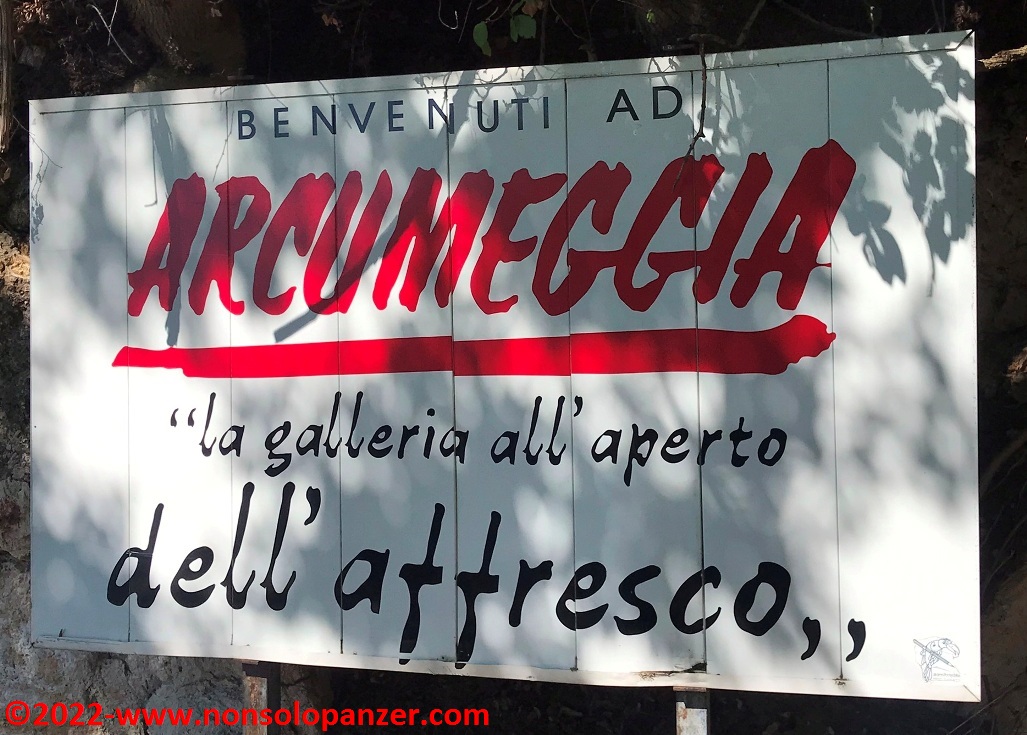 BENVENUTI AD
ARCUMEGGIA
“la galleria all'aperto
dell'affresco„
©2022-www.nonsolopanzer.com